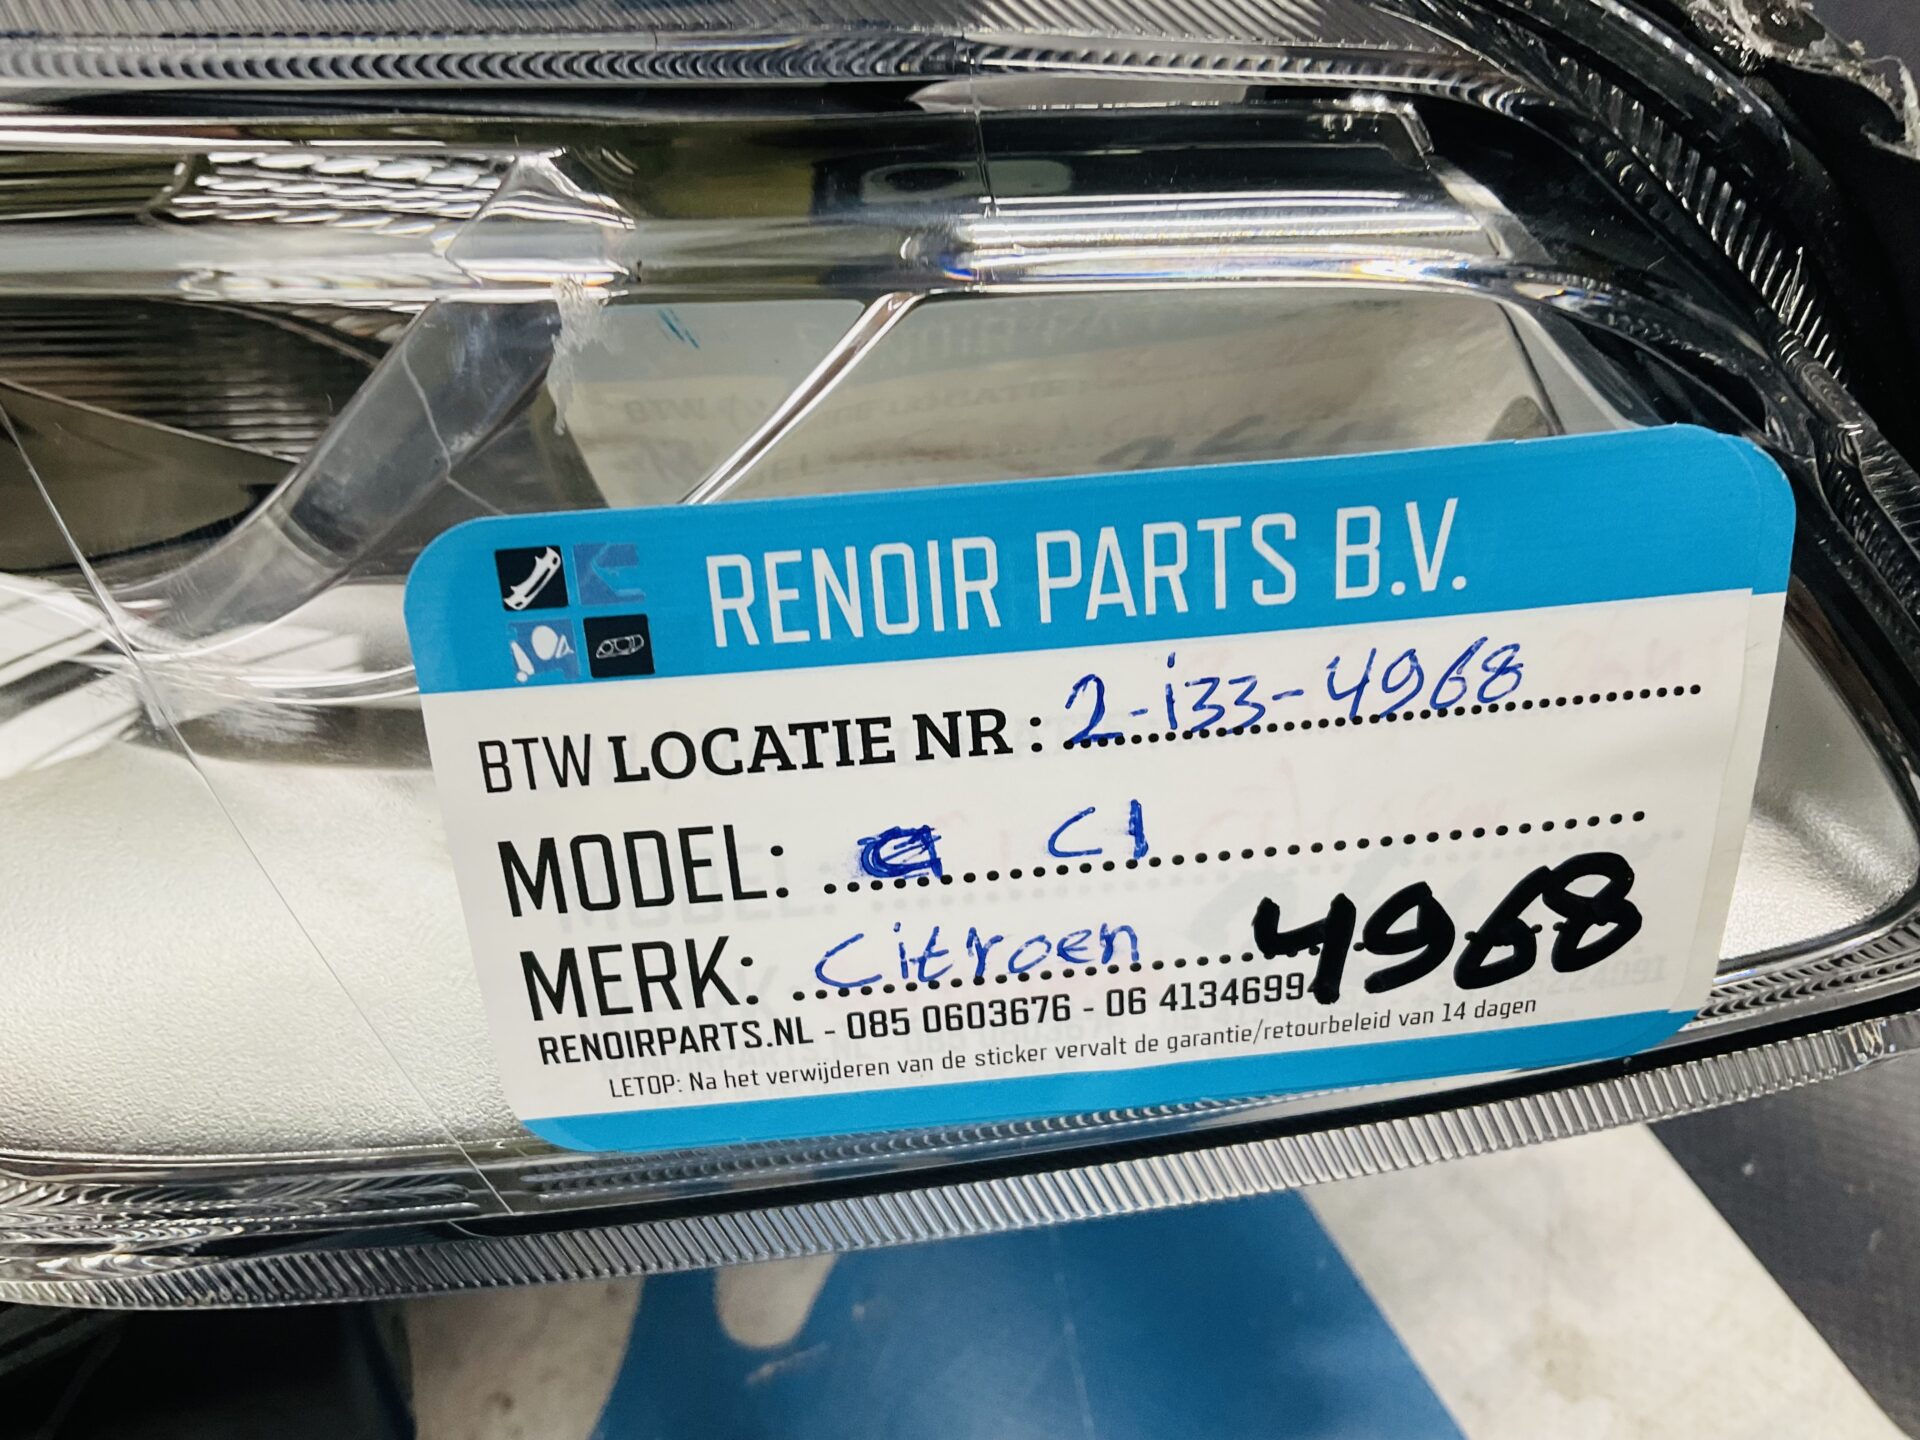 RENOIR PARTS B.V.
BTW LOCATIE NR : 2-i33-4968
MODEL: C1
MERK: Citroen 4968
RENOIRPARTS.NL - 085 0603676 - 06 4134699
LETOP: Na het verwijderen van de sticker vervalt de garantie/retourbeleid van 14 dagen